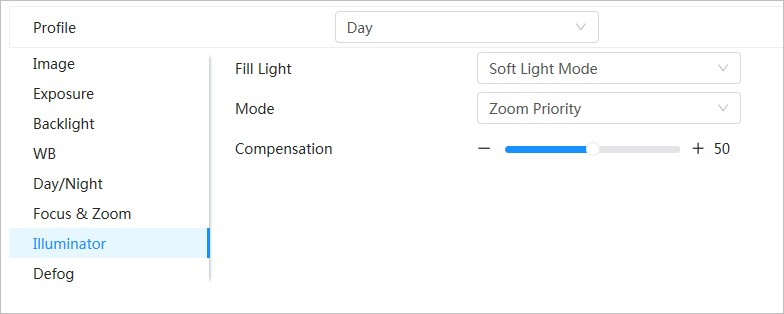 Profile
Day
Image
Exposure
Backlight
WB
Day/Night
Focus & Zoom
Illuminator
Defog
Fill Light
Soft Light Mode
Mode
Zoom Priority
Compensation
− + 50